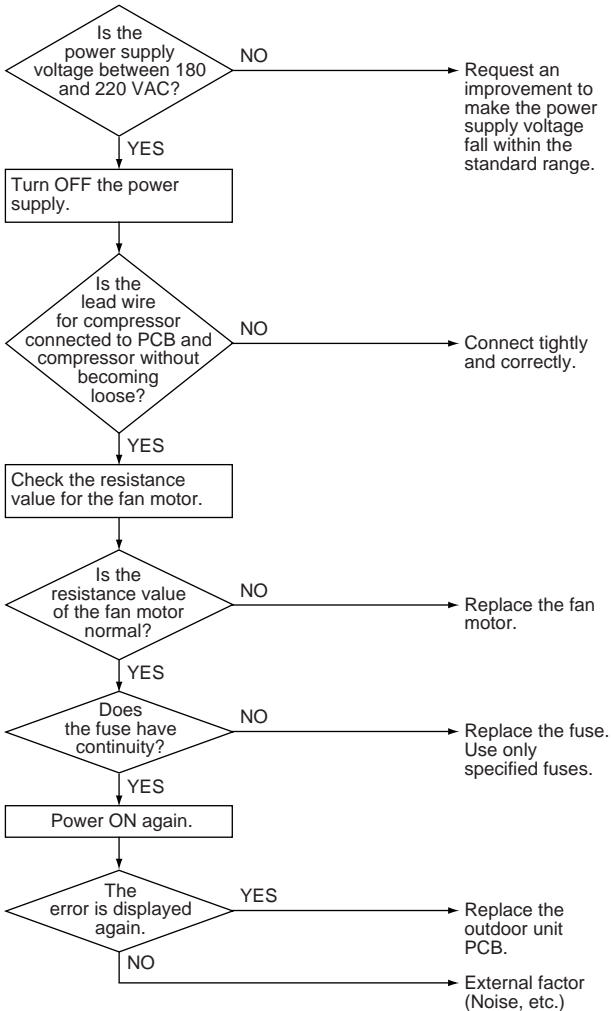 Is the
power supply
voltage between 180
and 220 VAC?
NO
Request an
improvement to
make the power
supply voltage
fall within the
standard range.
YES
Turn OFF the power
supply.
Is the
lead wire
for compressor
connected to PCB and
compressor without
becoming
loose?
NO
Connect tightly
and correctly.
YES
Check the resistance
value for the fan motor.
Is the
resistance value
of the fan motor
normal?
NO
Replace the fan
motor.
YES
Does
the fuse have
continuity?
NO
Replace the fuse.
Use only
specified fuses.
YES
Power ON again.
The
error is displayed
again.
YES
Replace the
outdoor unit
PCB.
NO
External factor
(Noise, etc.)